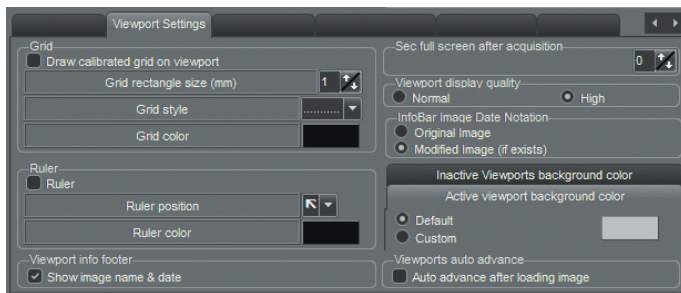 Viewport Settings
Grid
Draw calibrated grid on viewport
Grid rectangle size (mm)
1
Grid style
Grid color
Ruler
Ruler
Ruler position
Ruler color
Viewport info footer
Show image name & date
Sec full screen after acquisition
0
Viewport display quality
Normal
High
InfoBar Image Date Notation
Original Image
Modified Image (if exists)
Inactive Viewports background color
Active viewport background color
Default
Custom
Viewports auto advance
Auto advance after loading image